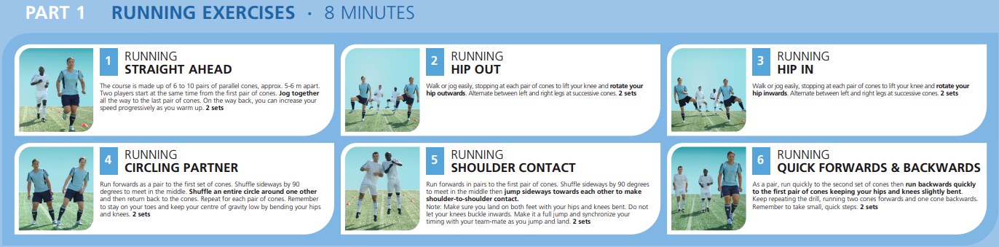 PART 1 RUNNING EXERCISES · 8 MINUTES
1 RUNNING
STRAIGHT AHEAD
The course is made up of 6 to 10 pairs of parallel cones, approx. 5-6 m apart.
Two players start at the same time from the first pair of cones. Jog together
all the way to the last pair of cones. On the way back, you can increase your
speed progressively as you warm up. 2 sets
2 RUNNING
HIP OUT
Walk or jog easily, stopping at each pair of cones to lift your knee and rotate your
hip outwards. Alternate between left and right legs at successive cones. 2 sets
3 RUNNING
HIP IN
Walk or jog easily, stopping at each pair of cones to lift your knee and rotate your
hip inwards. Alternate between left and right legs at successive cones. 2 sets
4 RUNNING
CIRCLING PARTNER
Run forwards as a pair to the first set of cones. Shuffle sideways by 90
degrees to meet in the middle. Shuffle an entire circle around one other
and then return back to the cones. Repeat for each pair of cones. Remember
to stay on your toes and keep your centre of gravity low by bending your hips
and knees. 2 sets
5 RUNNING
SHOULDER CONTACT
Run forwards in pairs to the first pair of cones. Shuffle sideways by 90 degrees
to meet in the middle then jump sideways towards each other to make
shoulder-to-shoulder contact.
Note: Make sure you land on both feet with your hips and knees bent. Do not
let your knees buckle inwards. Make it a full jump and synchronize your
timing with your team-mate as you jump and land. 2 sets
6 RUNNING
QUICK FORWARDS & BACKWARDS
As a pair, run quickly to the second set of cones then run backwards quickly
to the first pair of cones keeping your hips and knees slightly bent.
Keep repeating the drill, running two cones forwards and one cone backwards.
Remember to take small, quick steps. 2 sets